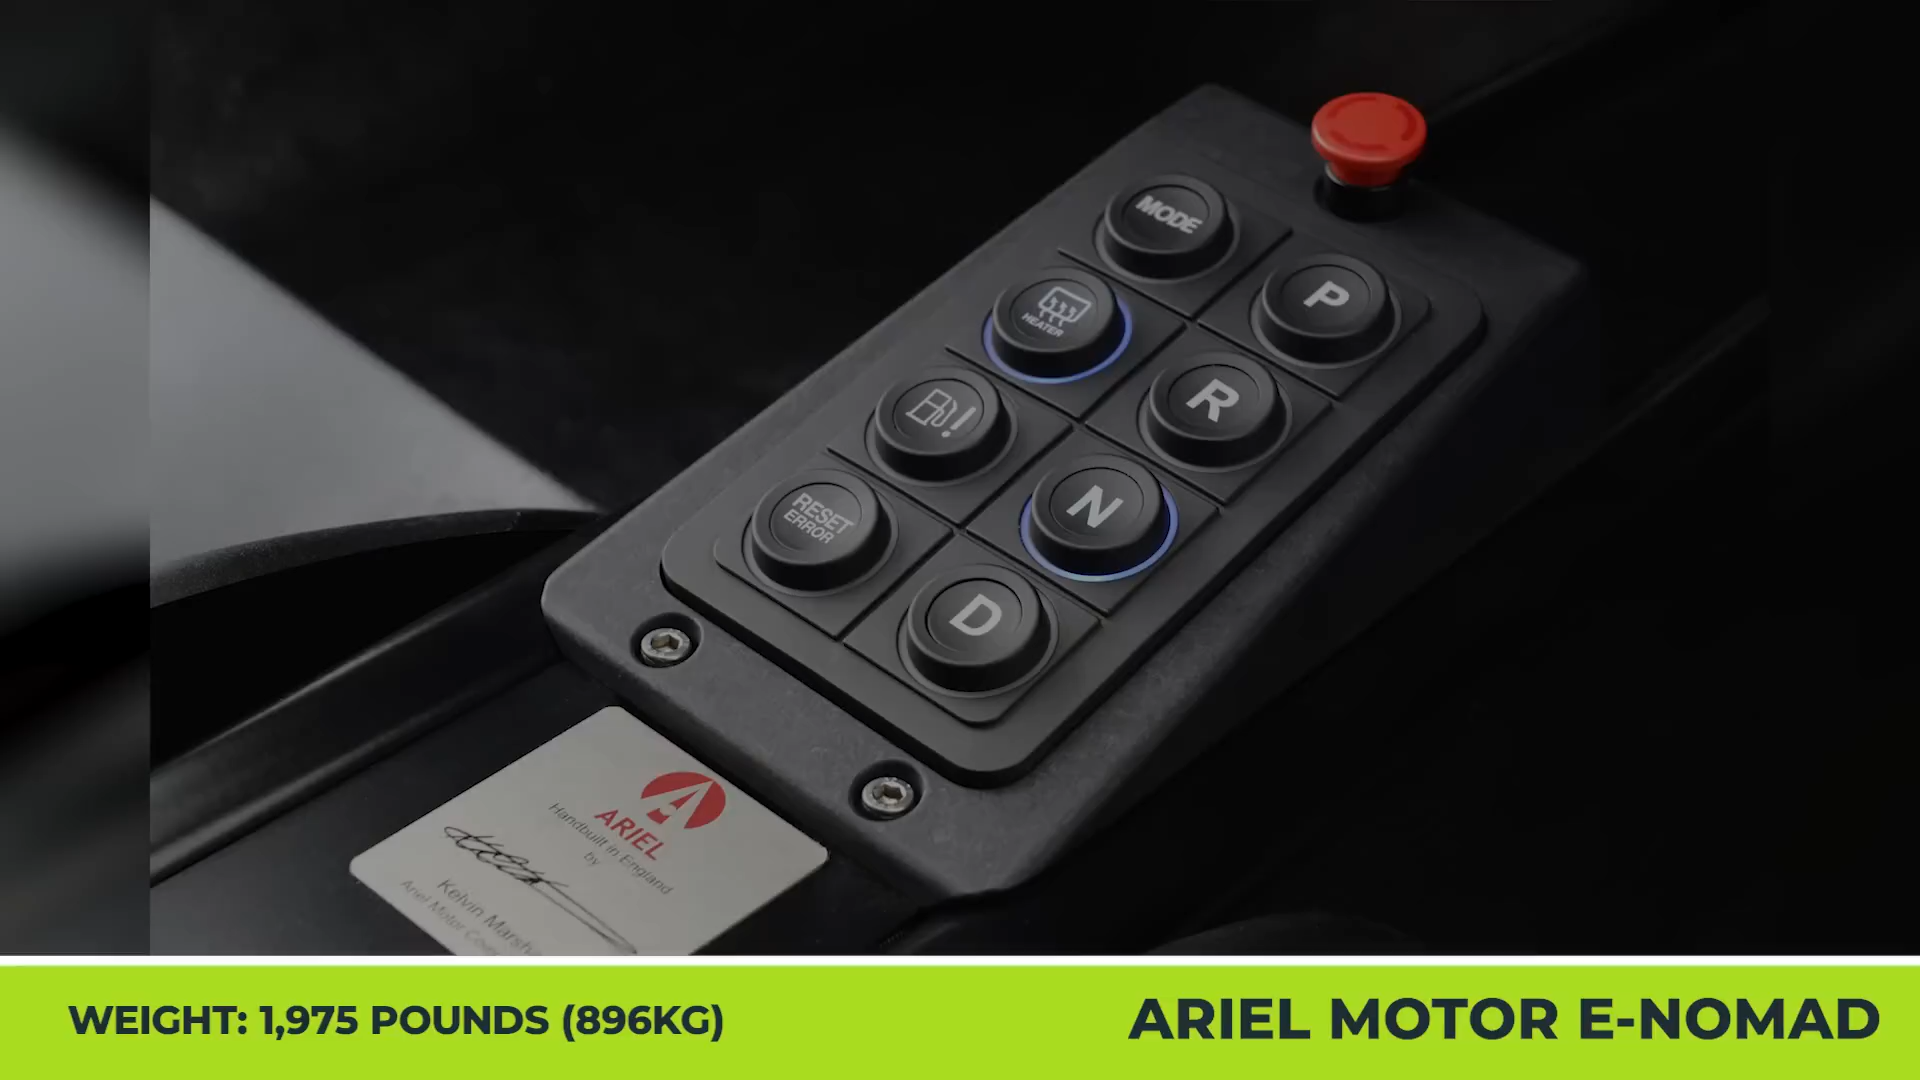 MODE
P
HEATER
R
!
N
RESET
ERROR
D
ARIEL
Handbuilt in England
by
Kelvin
Ariel Motor
WEIGHT: 1,975 POUNDS (896KG)
ARIEL MOTOR E-NOMAD